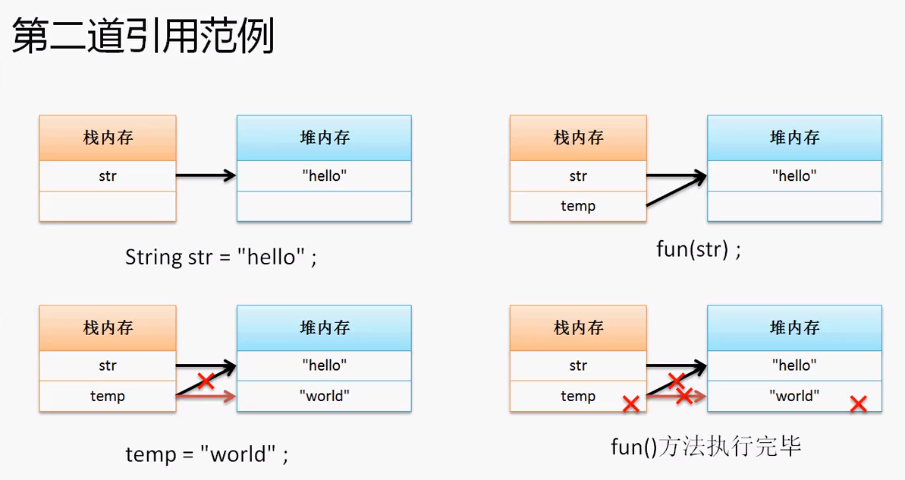 第二道引用范例
栈内存
堆内存
str
"hello"
String str = "hello" ;
栈内存
堆内存
str
"hello"
temp
fun(str) ;
栈内存
堆内存
str
"hello"
temp
"world"
temp = "world" ;
栈内存
堆内存
str
"hello"
temp
"world"
fun()方法执行完毕